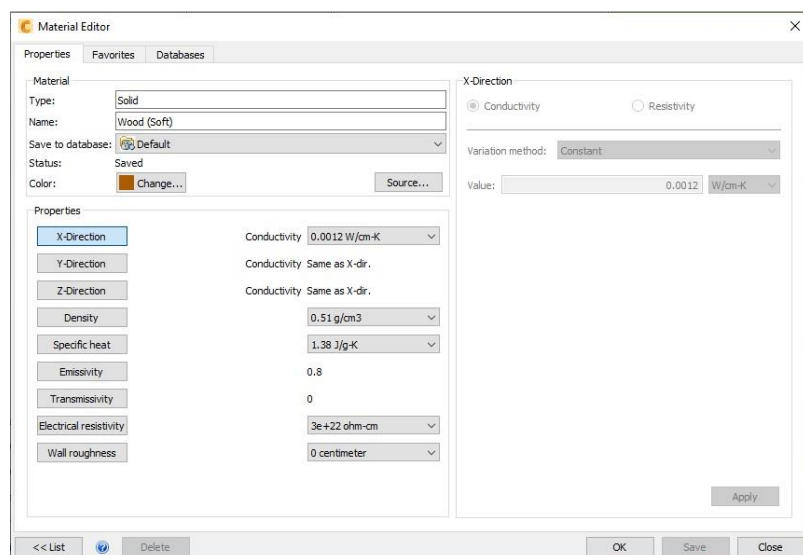 Material Editor
Properties Favorites Databases
Material
Type: Solid
Name: Wood (Soft)
Save to database: Default
Status: Saved
Color: Change... Source...
Properties
X-Direction Conductivity 0.0012 W/cm-K
Y-Direction Conductivity Same as X-dir.
Z-Direction Conductivity Same as X-dir.
Density 0.51 g/cm3
Specific heat 1.38 J/g-K
Emissivity 0.8
Transmissivity 0
Electrical resistivity 3e+22 ohm-cm
Wall roughness 0 centimeter
X-Direction
Conductivity Resistivity
Variation method: Constant
Value: 0.0012 W/cm-K
Apply
<< List Delete OK Save Close